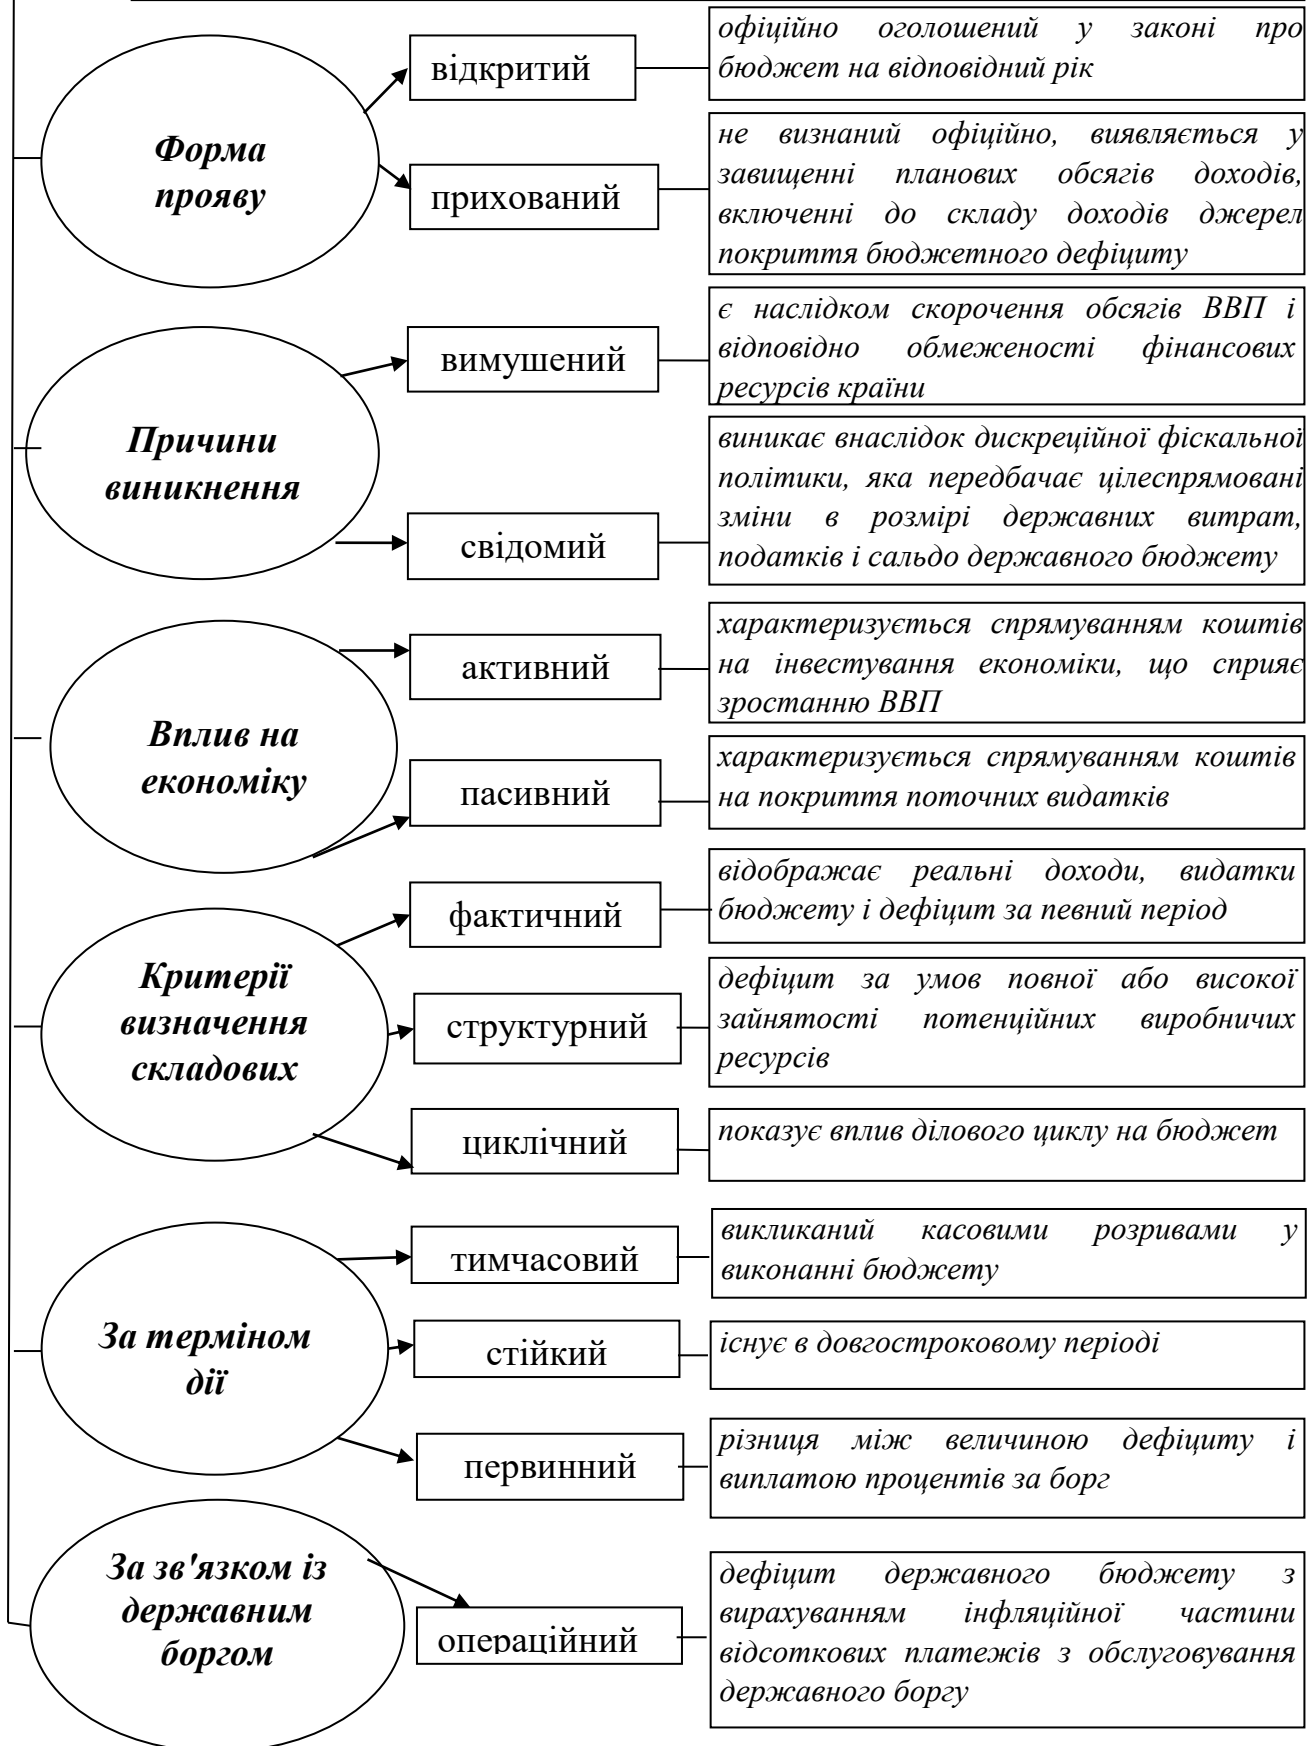 Форма
прояву
відкритий
офіційно оголошений у законі про
бюджет на відповідний рік
прихований
не визнаний офіційно, виявляється у
завищенні планових обсягів доходів,
включенні до складу доходів джерел
покриття бюджетного дефіциту
Причини
виникнення
вимушений
є наслідком скорочення обсягів ВВП і
відповідно обмеженості фінансових
ресурсів країни
свідомий
виникає внаслідок дискреційної фіскальної
політики, яка передбачає цілеспрямовані
зміни в розмірі державних витрат,
податків і сальдо державного бюджету
Вплив на
економіку
активний
характеризується спрямуванням коштів
на інвестування економіки, що сприяє
зростанню ВВП
пасивний
характеризується спрямуванням коштів
на покриття поточних видатків
Критерії
визначення
складових
фактичний
відображає реальні доходи, видатки
бюджету і дефіцит за певний період
структурний
дефіцит за умов повної або високої
зайнятості потенційних виробничих
ресурсів
циклічний
показує вплив ділового циклу на бюджет
За терміном
дії
тимчасовий
викликаний касовими розривами у
виконанні бюджету
стійкий
існує в довгостроковому періоді
первинний
різниця між величиною дефіциту і
виплатою процентів за борг
За зв'язком із
державним
боргом
операційний
дефіцит державного бюджету з
вирахуванням інфляційної частини
відсоткових платежів з обслуговування
державного боргу